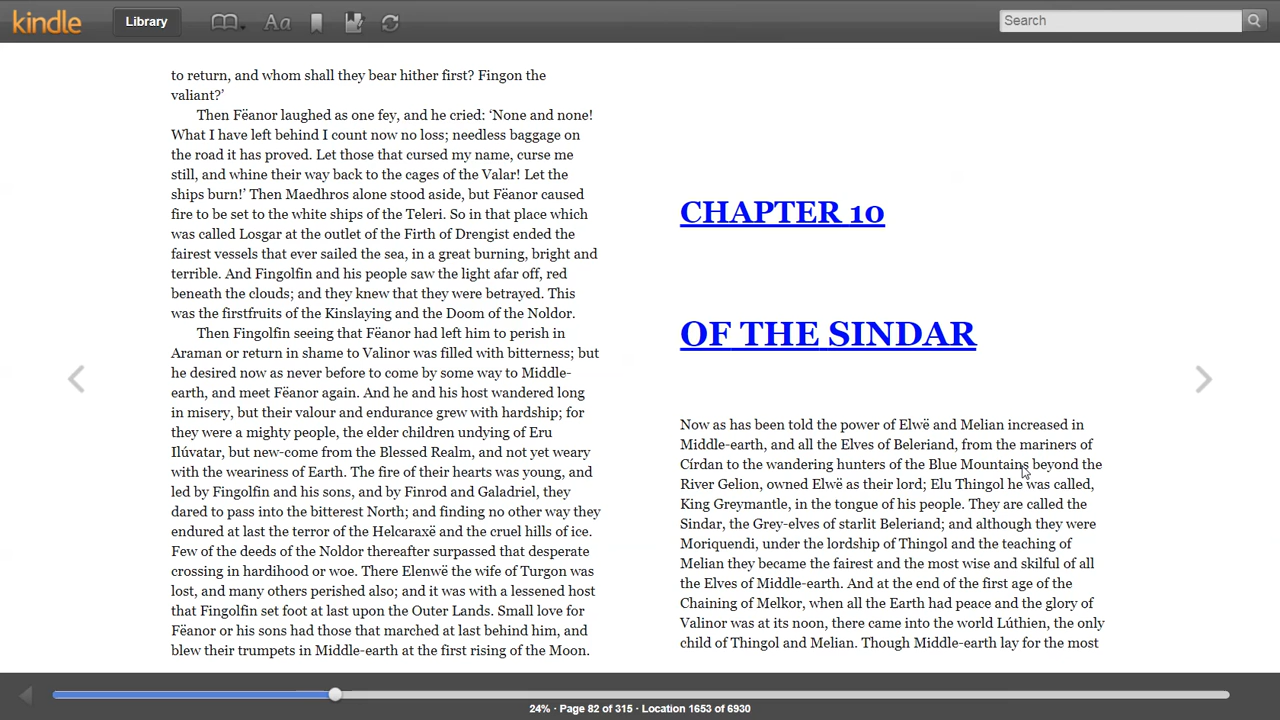 kindle
Library
Aa
Search
to return, and whom shall they bear hither first? Fingon the
valiant?’
Then Fëanor laughed as one fey, and he cried: ‘None and none!
What I have left behind I count now no loss; needless baggage on
the road it has proved. Let those that cursed my name, curse me
still, and whine their way back to the cages of the Valar! Let the
ships burn!’ Then Maedhros alone stood aside, but Fëanor caused
fire to be set to the white ships of the Teleri. So in that place which
was called Losgar at the outlet of the Firth of Drengist ended the
fairest vessels that ever sailed the sea, in a great burning, bright and
terrible. And Fingolfin and his people saw the light afar off, red
beneath the clouds; and they knew that they were betrayed. This
was the firstfruits of the Kinslaying and the Doom of the Noldor.
Then Fingolfin seeing that Fëanor had left him to perish in
Araman or return in shame to Valinor was filled with bitterness; but
he desired now as never before to come by some way to Middle-
earth, and meet Fëanor again. And he and his host wandered long
in misery, but their valour and endurance grew with hardship; for
they were a mighty people, the elder children undying of Eru
Ilúvatar, but new-come from the Blessed Realm, and not yet weary
with the weariness of Earth. The fire of their hearts was young, and
led by Fingolfin and his sons, and by Finrod and Galadriel, they
dared to pass into the bitterest North; and finding no other way they
endured at last the terror of the Helcaraxë and the cruel hills of ice.
Few of the deeds of the Noldor thereafter surpassed that desperate
crossing in hardihood or woe. There Elenwë the wife of Turgon was
lost, and many others perished also; and it was with a lessened host
that Fingolfin set foot at last upon the Outer Lands. Small love for
Fëanor or his sons had those that marched at last behind him, and
blew their trumpets in Middle-earth at the first rising of the Moon.
CHAPTER 10
OF THE SINDAR
Now as has been told the power of Elwë and Melian increased in
Middle-earth, and all the Elves of Beleriand, from the mariners of
Círdan to the wandering hunters of the Blue Mountains beyond the
River Gelion, owned Elwë as their lord; Elu Thingol he was called,
King Greymantle, in the tongue of his people. They are called the
Sindar, the Grey-elves of starlit Beleriand; and although they were
Moriquendi, under the lordship of Thingol and the teaching of
Melian they became the fairest and the most wise and skilful of all
the Elves of Middle-earth. And at the end of the first age of the
Chaining of Melkor, when all the Earth had peace and the glory of
Valinor was at its noon, there came into the world Lúthien, the only
child of Thingol and Melian. Though Middle-earth lay for the most
24% · Page 82 of 315 · Location 1653 of 6930